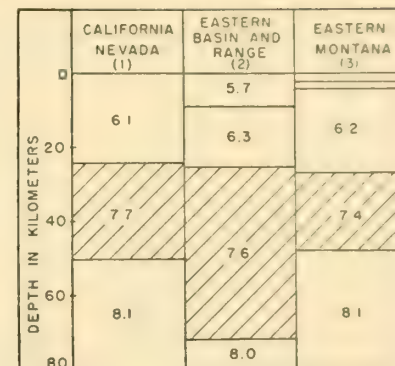 CALIFORNIA
NEVADA
(1)
EASTERN
BASIN AND
RANGE
(2)
EASTERN
MONTANA
(3)
DEPTH IN KILOMETERS
0
20
40
60
80
6.1
7.7
8.1
5.7
6.3
7.6
8.0
6.2
7.4
8.1